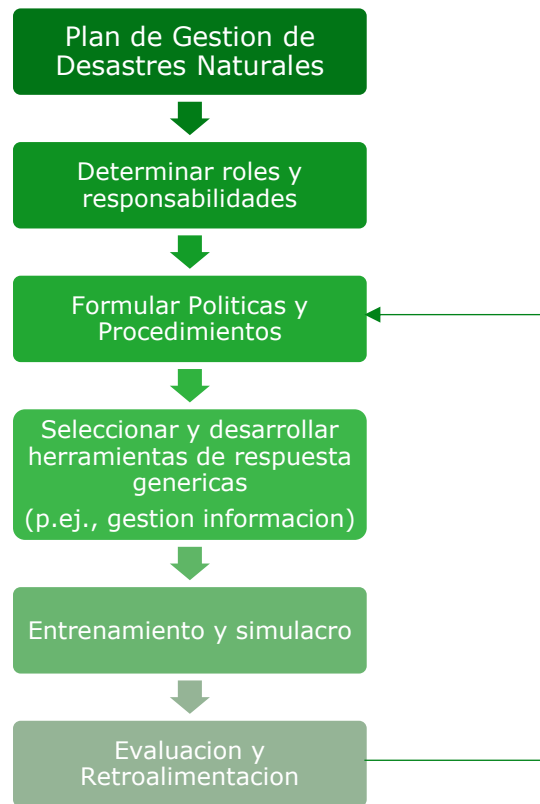 Plan de Gestion de
Desastres Naturales
Determinar roles y
responsabilidades
Formular Politicas y
Procedimientos
Seleccionar y desarrollar
herramientas de respuesta
genericas
(p.ej., gestion informacion)
Entrenamiento y simulacro
Evaluacion y
Retroalimentacion